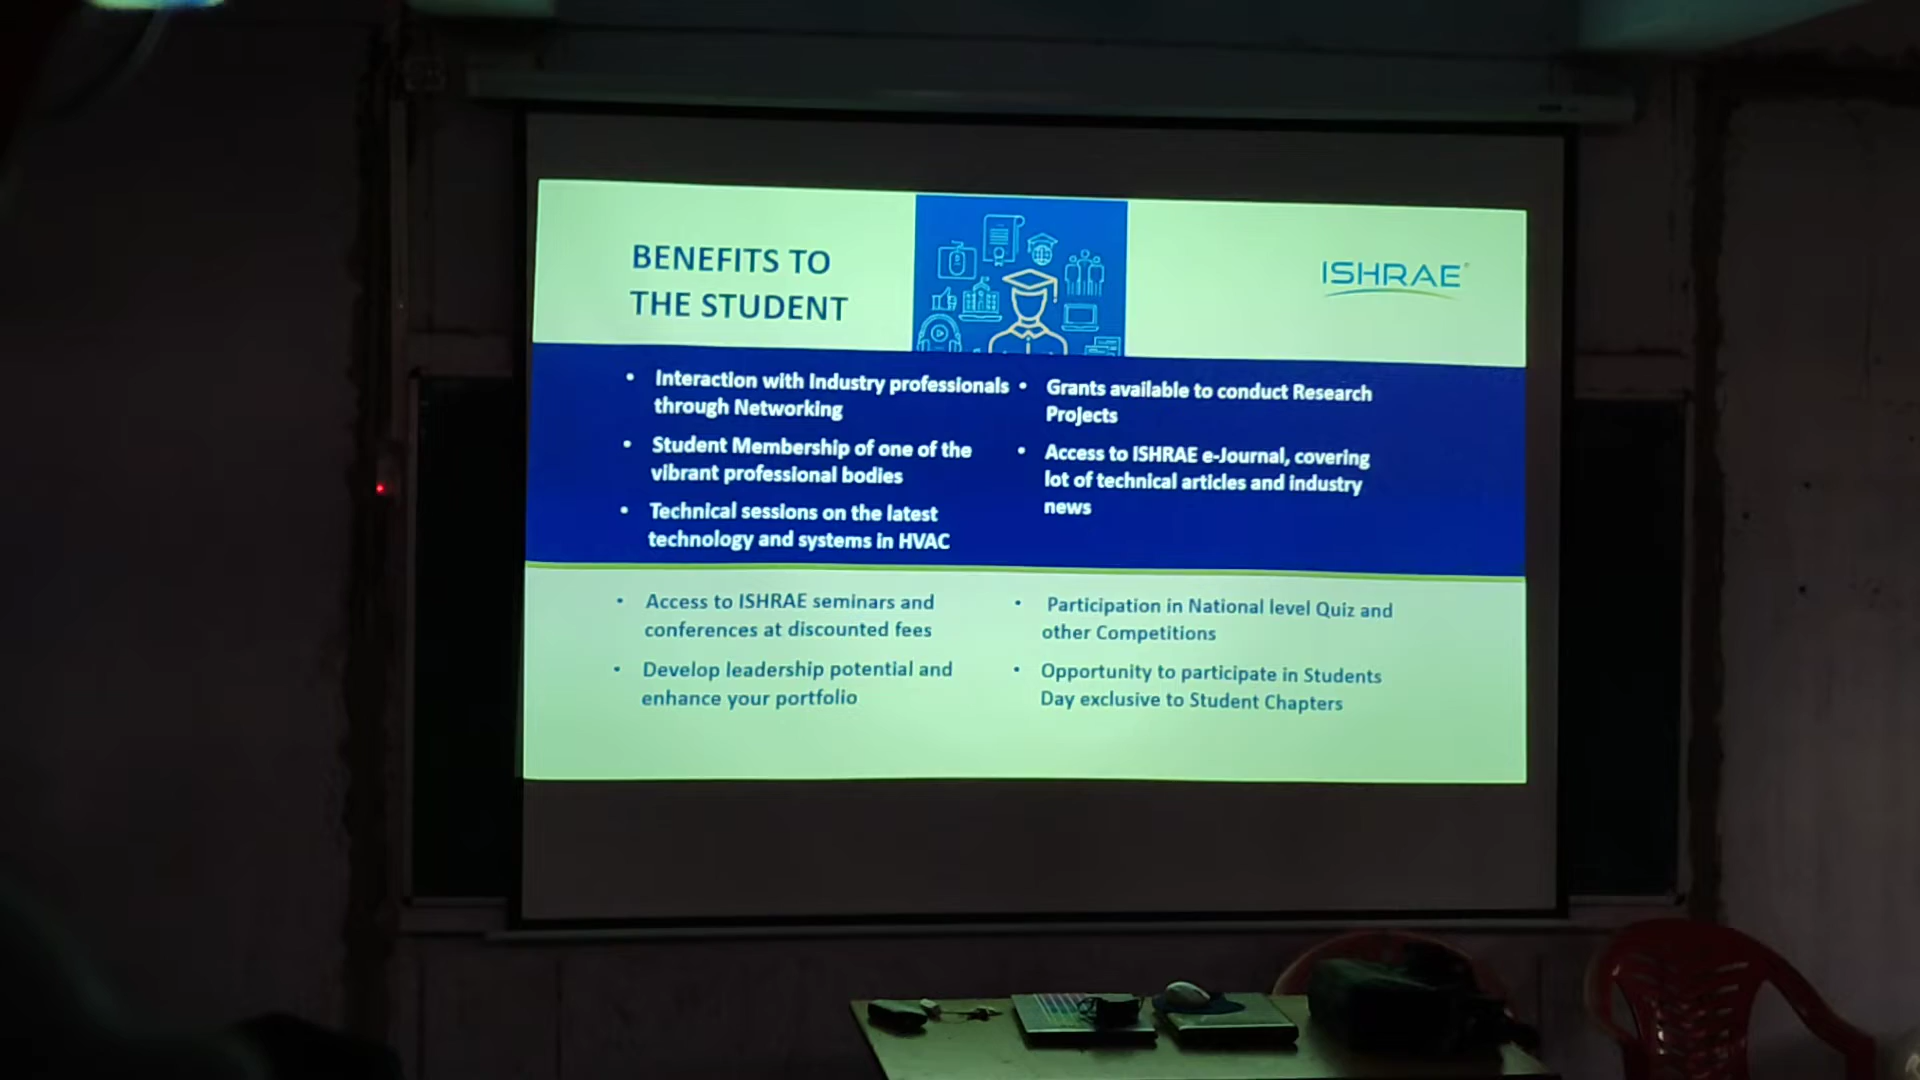 BENEFITS TO
THE STUDENT
ISHRAE
• Interaction with Industry professionals
through Networking
• Student Membership of one of the
vibrant professional bodies
• Technical sessions on the latest
technology and systems in HVAC
• Grants available to conduct Research
Projects
• Access to ISHRAE e-Journal, covering
lot of technical articles and industry
news
• Access to ISHRAE seminars and
conferences at discounted fees
• Develop leadership potential and
enhance your portfolio
• Participation in National level Quiz and
other Competitions
• Opportunity to participate in Students
Day exclusive to Student Chapters